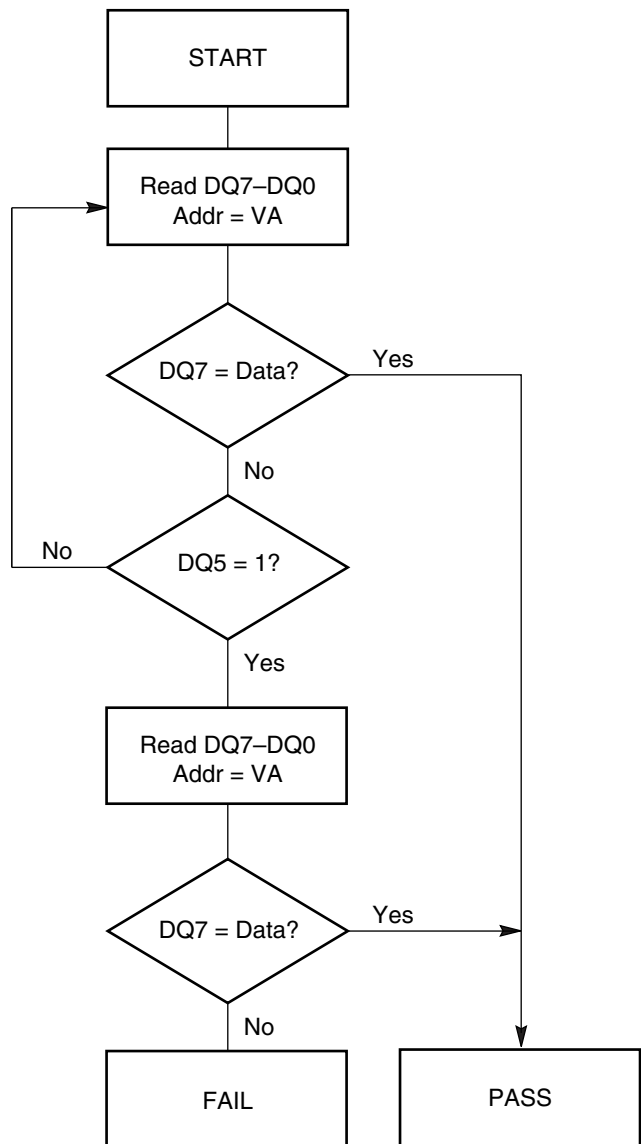 START
Read DQ7–DQ0
Addr = VA
DQ7 = Data?
Yes
No
No
DQ5 = 1?
Yes
Read DQ7–DQ0
Addr = VA
DQ7 = Data?
Yes
No
FAIL
PASS